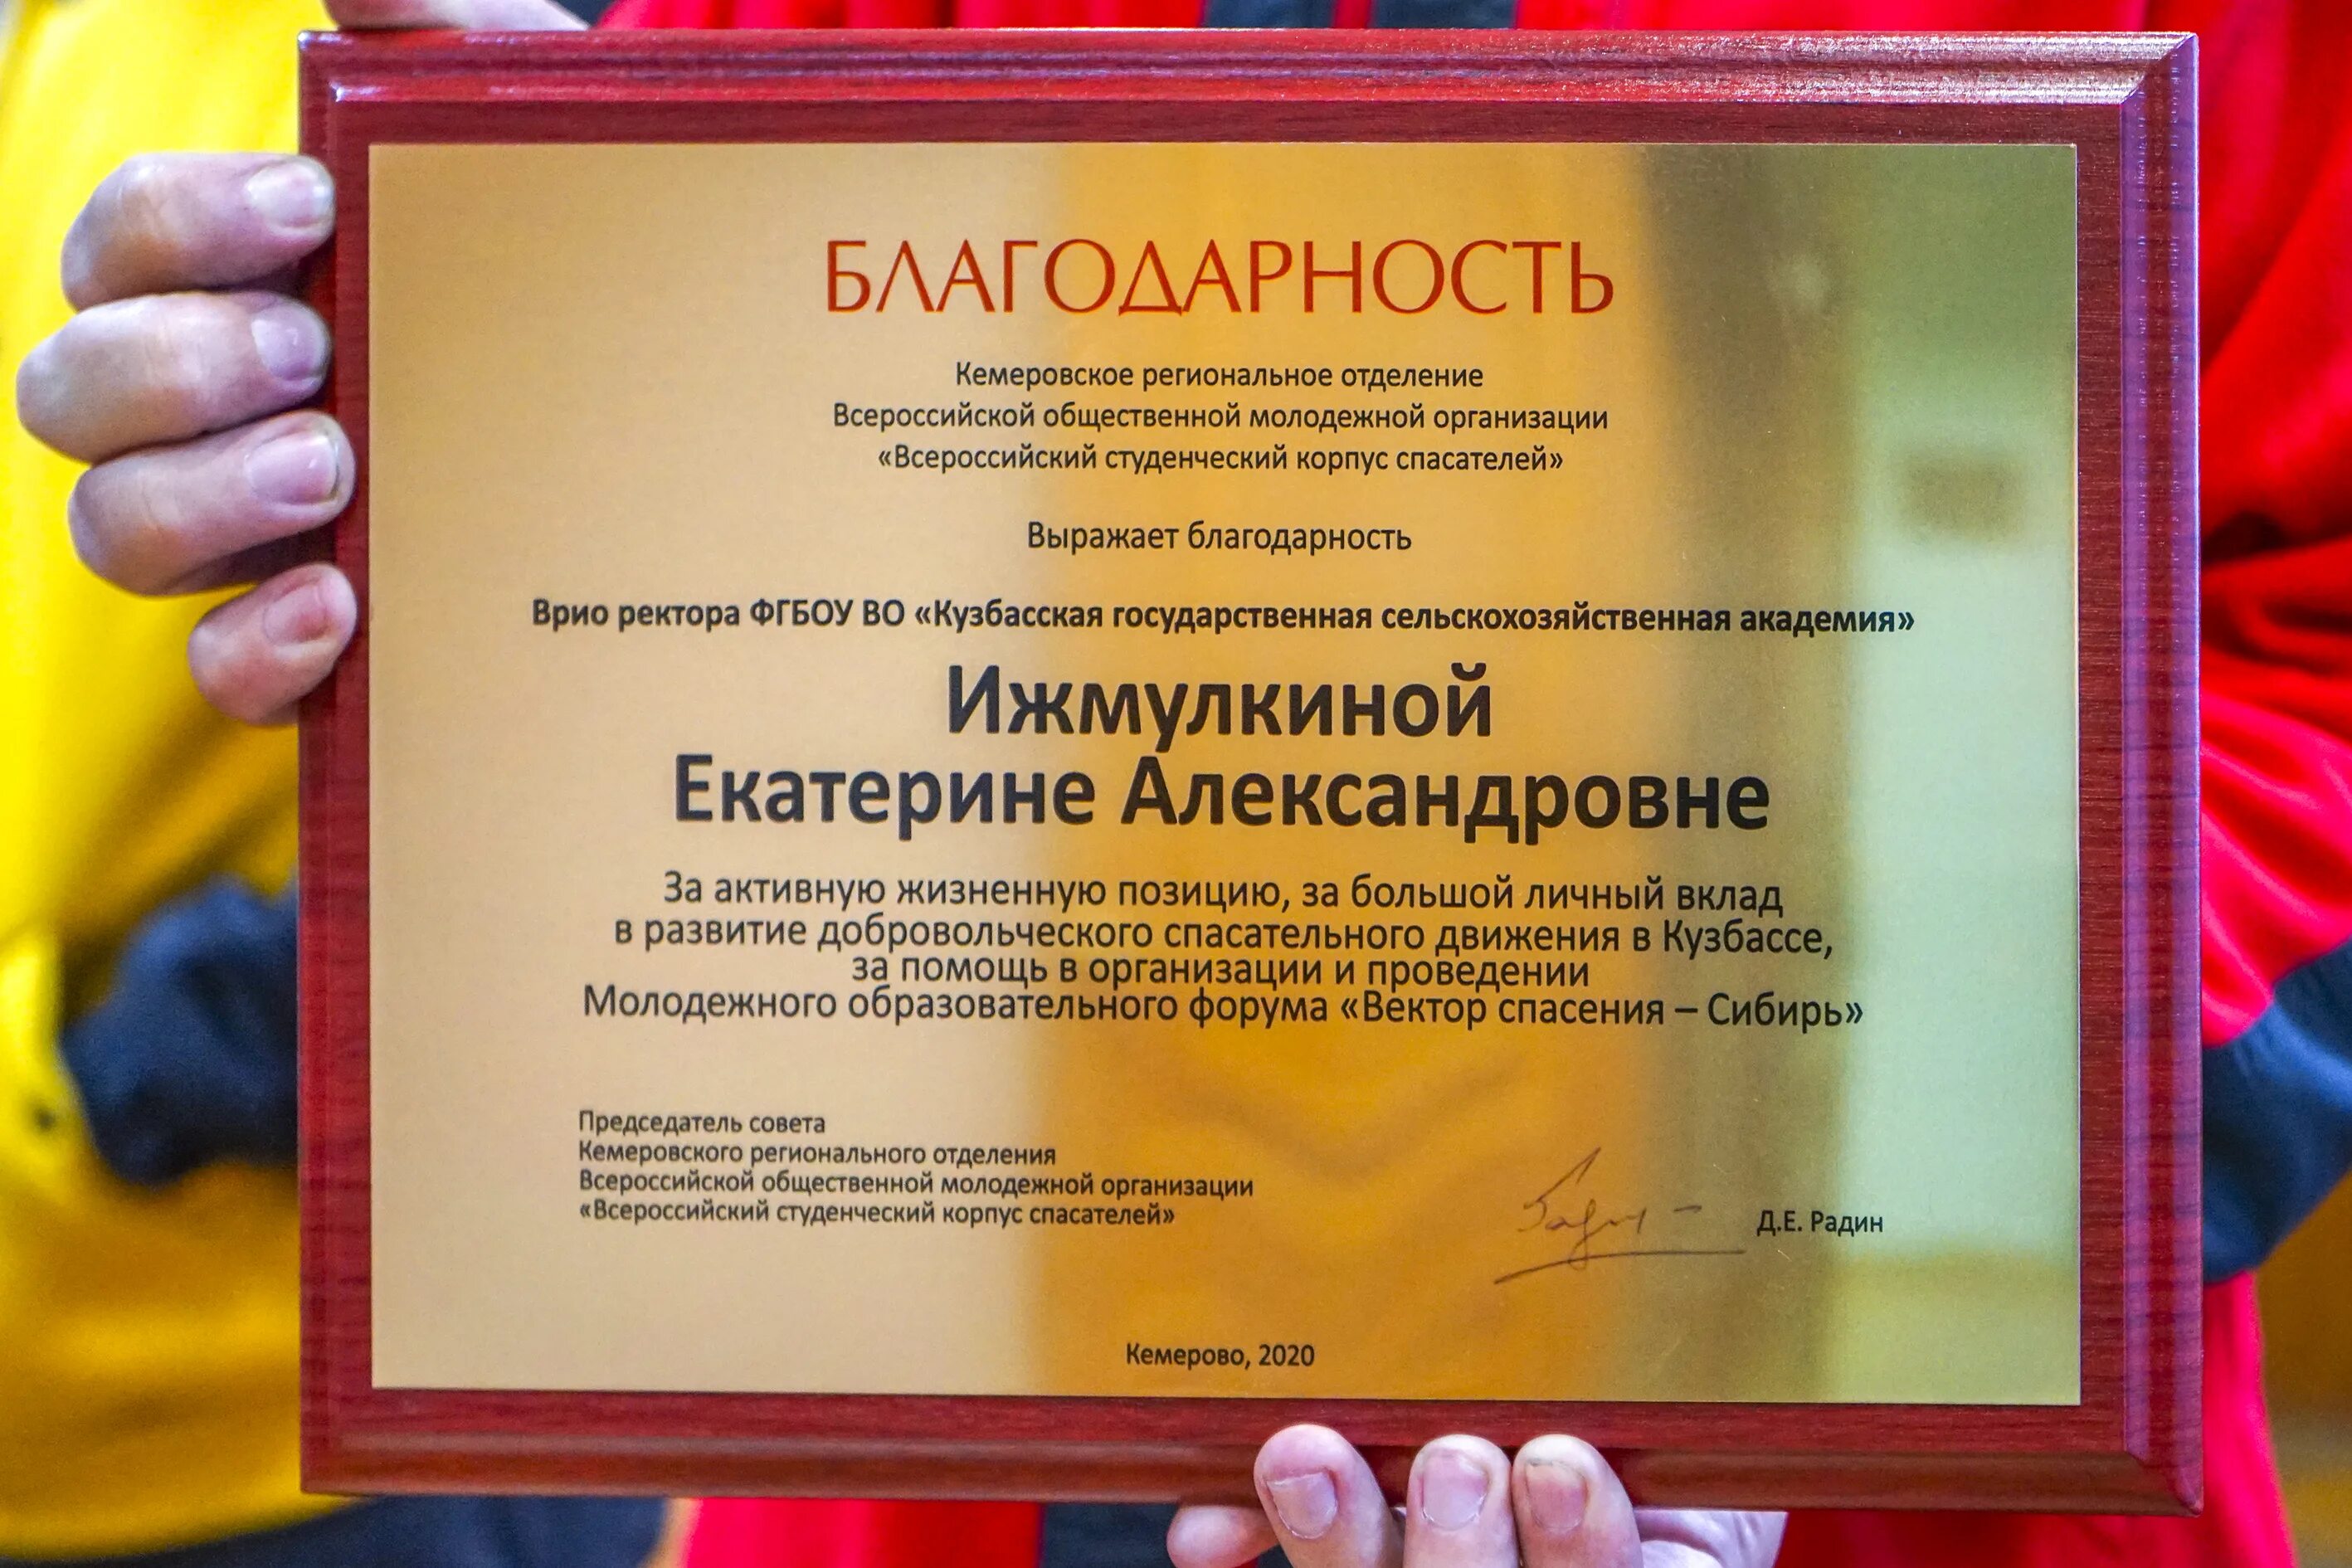 БЛАГОДАРНОСТЬ
Кемеровское региональное отделение
Всероссийской общественной молодежной организации
«Всероссийский студенческий корпус спасателей»
Выражает благодарность
Врио ректора ФГБОУ ВО «Кузбасская государственная сельскохозяйственная академия»
Ижмулкиной
Екатерине Александровне
За активную жизненную позицию, за большой личный вклад
в развитие добровольческого спасательного движения в Кузбассе,
за помощь в организации и проведении
Молодежного образовательного форума «Вектор спасения – Сибирь»
Председатель совета
Кемеровского регионального отделения
Всероссийской общественной молодежной организации
«Всероссийский студенческий корпус спасателей»
Д.Е. Радин
Кемерово, 2020